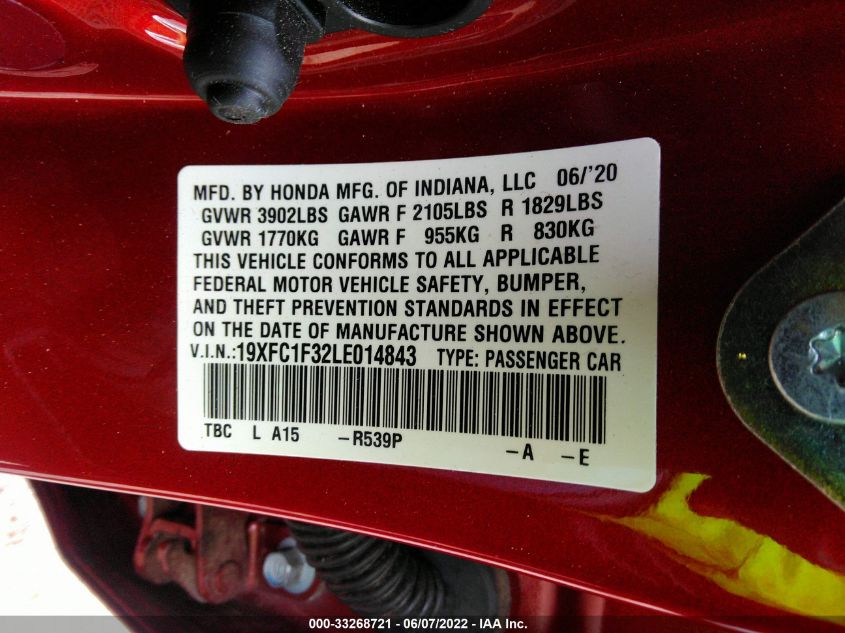 MFD. BY HONDA MFG. OF INDIANA, LLC 06/'20
GVWR 3902LBS GAWR F 2105LBS R 1829LBS
GVWR 1770KG GAWR F 955KG R 830KG
THIS VEHICLE CONFORMS TO ALL APPLICABLE
FEDERAL MOTOR VEHICLE SAFETY, BUMPER,
AND THEFT PREVENTION STANDARDS IN EFFECT
ON THE DATE OF MANUFACTURE SHOWN ABOVE.
V.I.N.:19XFC1F32LE014843 TYPE: PASSENGER CAR
TBC L A15 -R539P -A -E
000-33268721 - 06/07/2022 - IAA Inc.